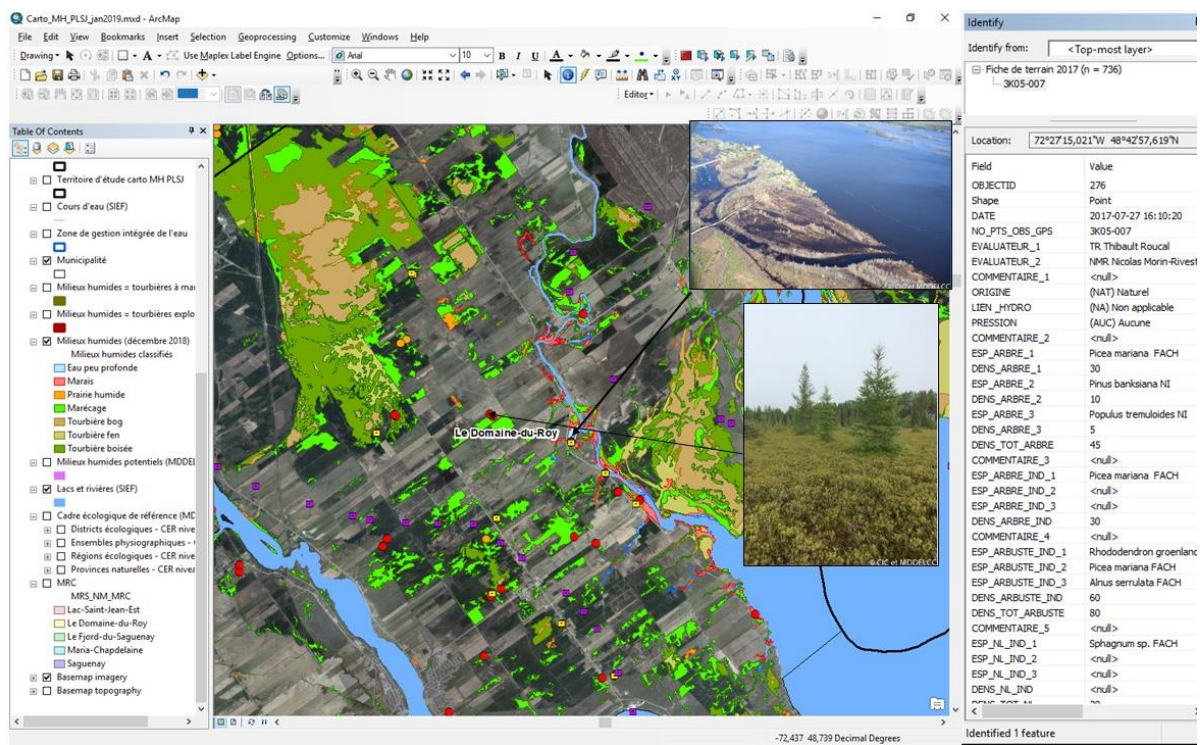 Carto_MH_PLSJ_jan2019.mxd - ArcMap
File Edit View Bookmarks Insert Selection Geoprocessing Customize Windows Help
Drawing Use Maplex Label Engine Options... Arial 10 B I U A
Editor
Table Of Contents
Territoire d'étude carto MH PLSJ
Cours d'eau (SIEF)
Zone de gestion intégrée de l'eau
Municipalité
Milieux humides = tourbières à mar
Milieux humides = tourbières explo
Milieux humides (décembre 2018)
Milieux humides classifiés
Eau peu profonde
Marais
Prairie humide
Marécage
Tourbière bog
Tourbière fen
Tourbière boisée
Milieux humides potentiels (MDDEL
Lacs et rivières (SIEF)
Cadre écologique de référence (MD
Districts écologiques - CER nive
Ensembles physiographiques -
Régions écologiques - CER nive
Provinces naturelles - CER nivea
MRC
MRS_NM_MRC
Lac-Saint-Jean-Est
Le Domaine-du-Roy
Le Fjord-du-Saguenay
Maria-Chapdelaine
Saguenay
Basemap imagery
Basemap topography
Le Domaine-du-Roy
©CIC et MDDELCC
©CIC et MDDELCC
-72,437 48,739 Decimal Degrees
Identify
Identify from: <Top-most layer>
Fiche de terrain 2017 (n = 736)
3K05-007
Location: 72°27'15,021"W 48°42'57,619"N
Field Value
OBJECTID 276
Shape Point
DATE 2017-07-27 16:10:20
NO_PTS_OBS_GPS 3K05-007
EVALUATEUR_1 TR Thibault Roucal
EVALUATEUR_2 NMR Nicolas Morin-Rivest
COMMENTAIRE_1 <null>
ORIGINE (NAT) Naturel
LIEN _HYDRO (NA) Non applicable
PRESSION (AUC) Aucune
COMMENTAIRE_2 <null>
ESP_ARBRE_1 Picea mariana FACH
DENS_ARBRE_1 30
ESP_ARBRE_2 Pinus banksiana NI
DENS_ARBRE_2 10
ESP_ARBRE_3 Populus tremuloides NI
DENS_ARBRE_3 5
DENS_TOT_ARBRE 45
COMMENTAIRE_3 <null>
ESP_ARBRE_IND_1 Picea mariana FACH
ESP_ARBRE_IND_2 <null>
ESP_ARBRE_IND_3 <null>
DENS_ARBRE_IND 30
COMMENTAIRE_4 <null>
ESP_ARBUSTE_IND_1 Rhododendron groenland
ESP_ARBUSTE_IND_2 Picea mariana FACH
ESP_ARBUSTE_IND_3 Alnus serrulata FACH
DENS_ARBUSTE_IND 60
DENS_TOT_ARBUSTE 80
COMMENTAIRE_5 <null>
ESP_NL_IND_1 Sphagnum sp. FACH
ESP_NL_IND_2 <null>
ESP_NL_IND_3 <null>
DENS_NL_IND <null>
Identified 1 feature